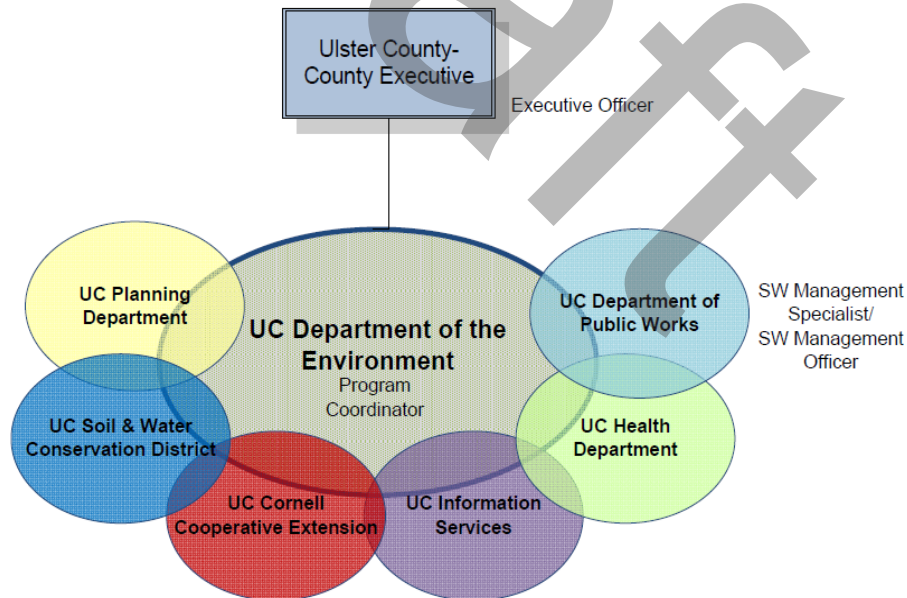 Ulster County-
County Executive
Executive Officer
UC Planning
Department
UC Department of the
Environment
Program
Coordinator
UC Department of
Public Works
SW Management
Specialist/
SW Management
Officer
UC Soil & Water
Conservation District
UC Health
Department
UC Cornell
Cooperative Extension
UC Information
Services